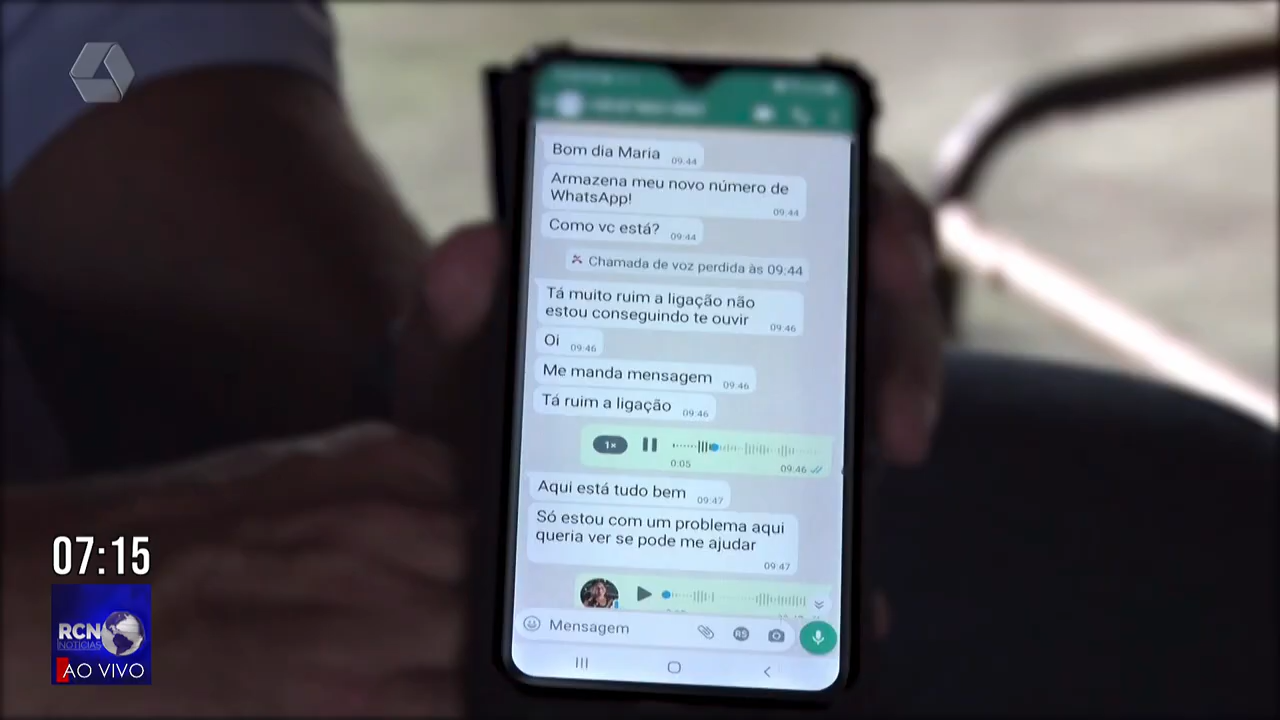 Bom dia Maria 09:44
Armazena meu novo número de
WhatsApp!
09:44
Como vc está? 09:44
Chamada de voz perdida às 09:44
Tá muito ruim a ligação não
estou conseguindo te ouvir 09:46
Oi 09:46
Me manda mensagem 09:46
Tá ruim a ligação 09:46
1×
0:05 09:46
Aqui está tudo bem 09:47
Só estou com um problema aqui
queria ver se pode me ajudar
09:47
Mensagem
R$
07:15
RCN
NOTÍCIAS
AO VIVO